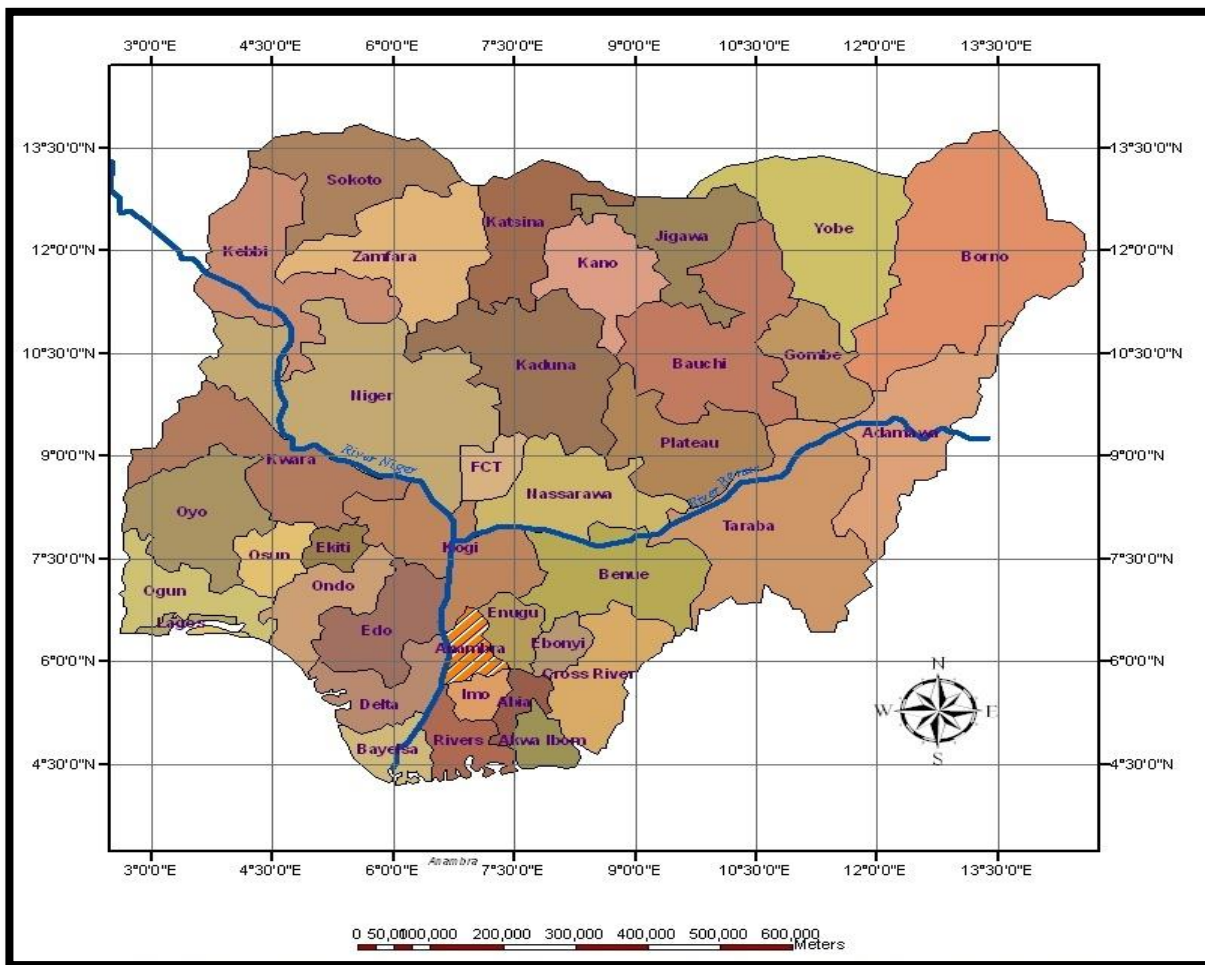 3°0'0"E 4°30'0"E 6°0'0"E 7°30'0"E 9°0'0"E 10°30'0"E 12°0'0"E 13°30'0"E
13°30'0"N 13°30'0"N
Sokoto
Katsina
Yobe
Jigawa
Kebbi
Zamfara
Kano
Borno
12°0'0"N 12°0'0"N
10°30'0"N 10°30'0"N
Gombe
Kaduna
Bauchi
Niger
Adamawa
Plateau
9°0'0"N 9°0'0"N
Kwara
River Niger
FCT
Nassarawa
River Benue
Oyo
Taraba
Kogi
Osun
Ekiti
7°30'0"N 7°30'0"N
Ogun
Ondo
Benue
Lagos
Enugu
Edo
Ebonyi
Anambra
6°0'0"N 6°0'0"N
Cross River
Imo
Abia
Delta
N
W E
S
Bayelsa
Rivers
Akwa Ibom
4°30'0"N 4°30'0"N
3°0'0"E 4°30'0"E 6°0'0"E 7°30'0"E 9°0'0"E 10°30'0"E 12°0'0"E 13°30'0"E
Anambra
0 50,000 100,000 200,000 300,000 400,000 500,000 600,000
Meters